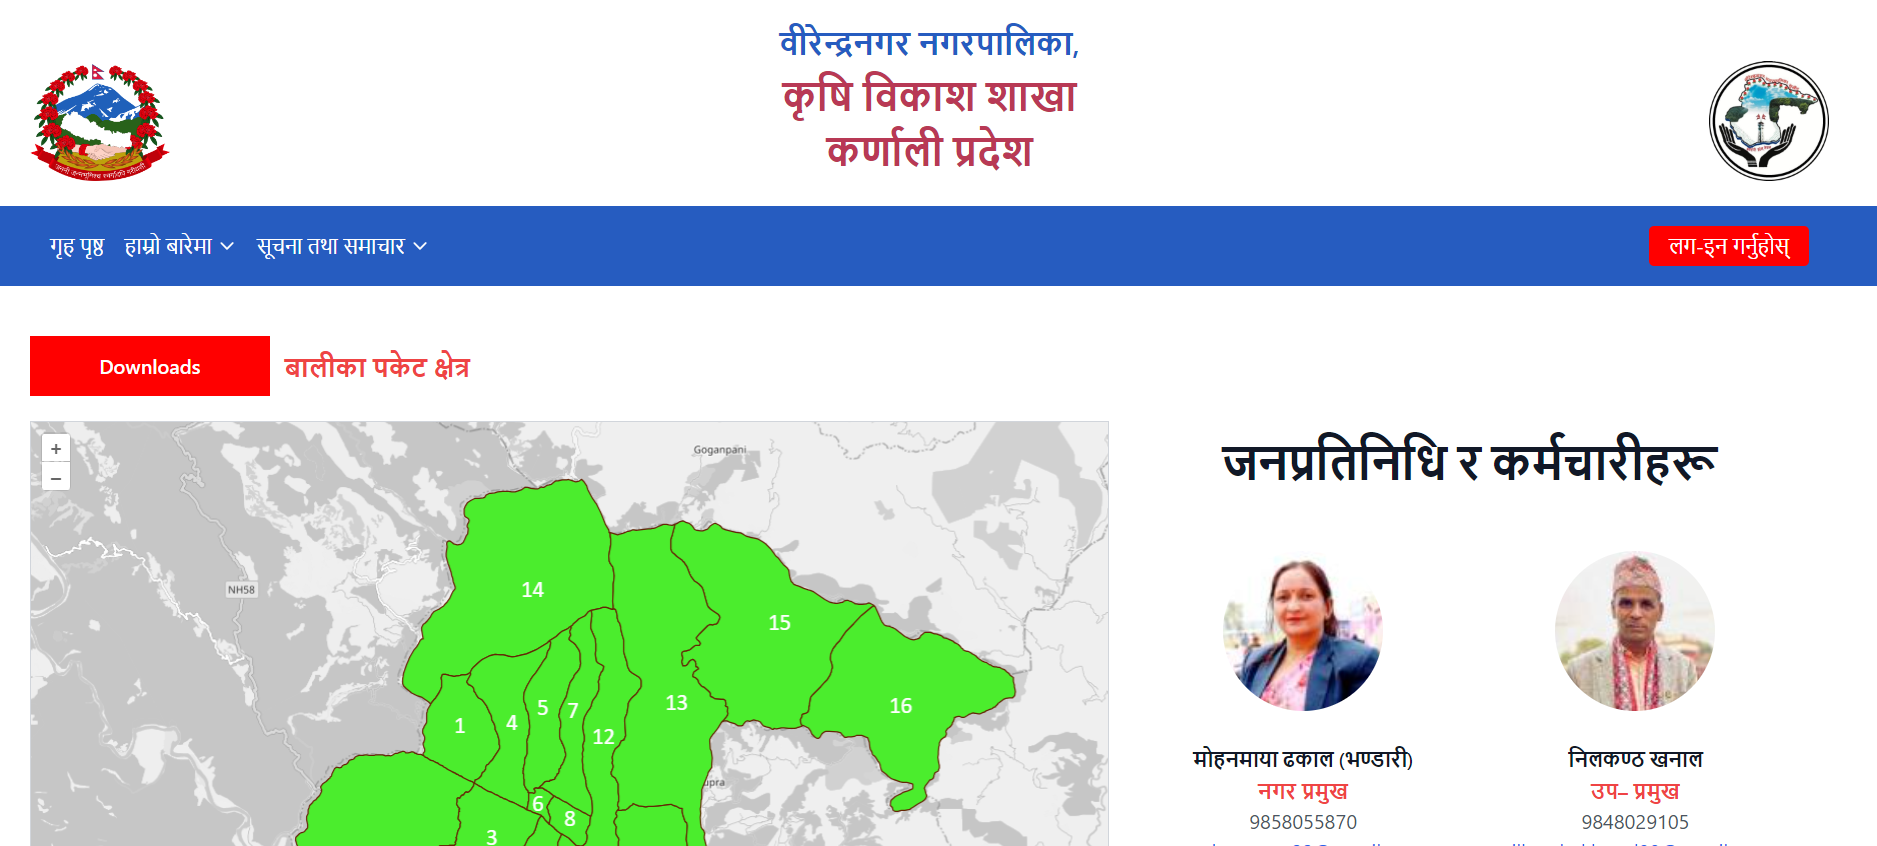 वीरेन्द्रनगर नगरपालिका,
कृषि विकाश शाखा
कर्णाली प्रदेश
गृह पृष्ठ हाम्रो बारेमा सूचना तथा समाचार लग-इन गर्नुहोस्
Downloads बालीका पकेट क्षेत्र
+
−
Goganpani
NH58
14
15
16
13
1
4
5
7
12
6
8
3
जनप्रतिनिधि र कर्मचारीहरू
मोहनमाया ढकाल (भण्डारी)
नगर प्रमुख
9858055870
निलकण्ठ खनाल
उप– प्रमुख
9848029105